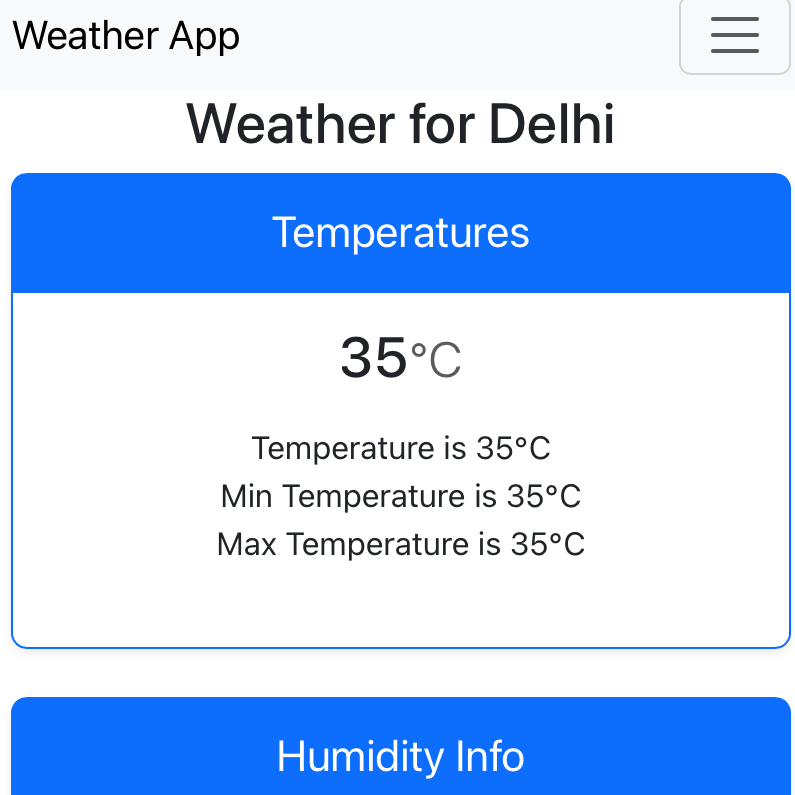 Weather App
Weather for Delhi
Temperatures
35°C
Temperature is 35°C
Min Temperature is 35°C
Max Temperature is 35°C
Humidity Info